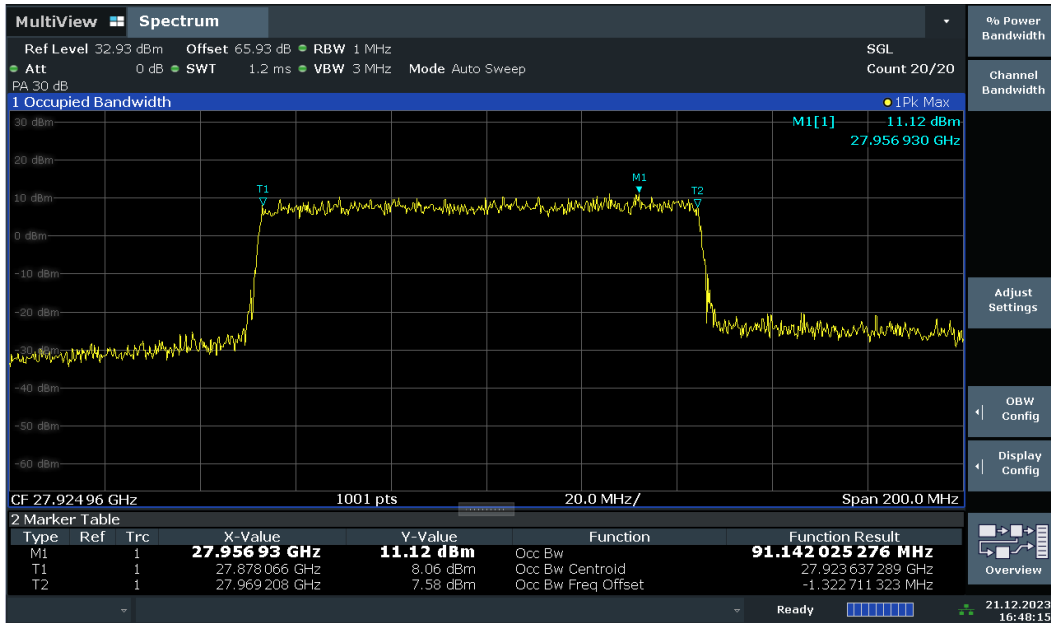 MultiView Spectrum
Ref Level 32.93 dBm Offset 65.93 dB RBW 1 MHz SGL
Att 0 dB SWT 1.2 ms VBW 3 MHz Mode Auto Sweep Count 20/20
PA 30 dB
1 Occupied Bandwidth 1Pk Max
M1[1] 11.12 dBm
27.956 930 GHz
30 dBm
20 dBm
10 dBm
0 dBm
-10 dBm
-20 dBm
-30 dBm
-40 dBm
-50 dBm
-60 dBm
T1
M1
T2
CF 27.92496 GHz 1001 pts 20.0 MHz/ Span 200.0 MHz
2 Marker Table
Type Ref Trc X-Value Y-Value Function Function Result
M1 1 27.956 93 GHz 11.12 dBm Occ Bw 91.142 025 276 MHz
T1 1 27.878 066 GHz 8.06 dBm Occ Bw Centroid 27.923 637 289 GHz
T2 1 27.969 208 GHz 7.58 dBm Occ Bw Freq Offset -1.322 711 323 MHz
Ready
21.12.2023
16:48:15
% Power
Bandwidth
Channel
Bandwidth
Adjust
Settings
OBW
Config
Display
Config
Overview